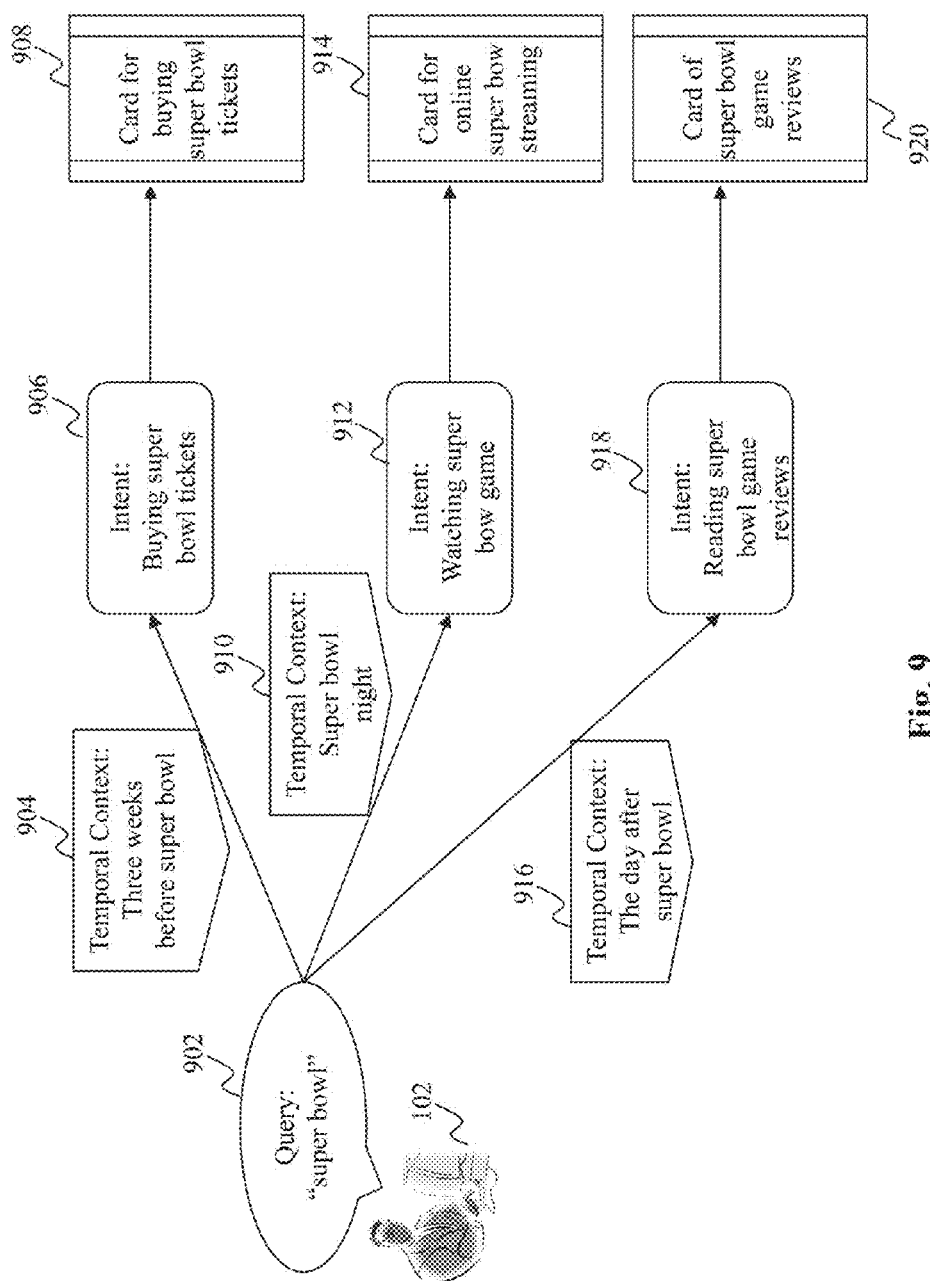 902
Query:
“super bowl”
102
904
Temporal Context:
Three weeks
before super bowl
906
Intent:
Buying super
bowl tickets
908
Card for
buying
super bowl
tickets
910
Temporal Context:
Super bowl
night
912
Intent:
Watching super
bow game
914
Card for
online
super bow
streaming
916
Temporal Context:
The day after
super bowl
918
Intent:
Reading super
bowl game
reviews
Card of
super bowl
game
reviews
920
Fig. 9